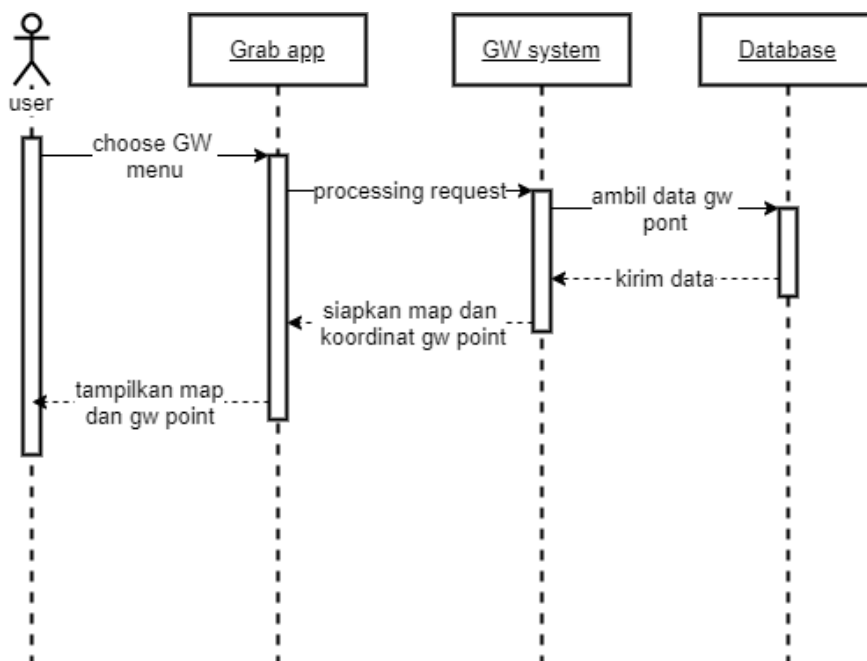 Grab app
GW system
Database
user
choose GW
menu
processing request
ambil data gw
pont
kirim data
siapkan map dan
koordinat gw point
tampilkan map
dan gw point